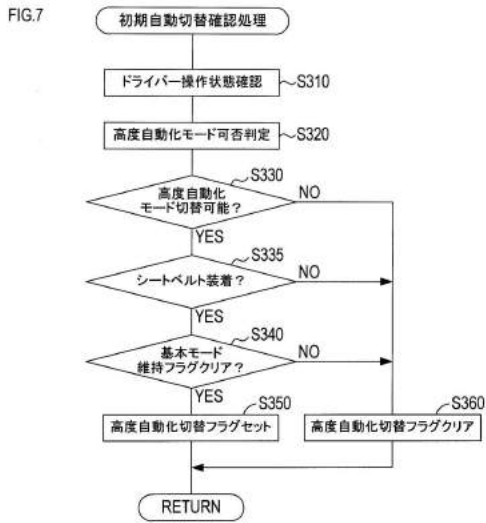 FIG.7
初期自動切替確認処理
ドライバー操作状態確認
S310
高度自動化モード可否判定
S320
S330
高度自動化
モード切替可能?
NO
YES
S335
シートベルト装着?
NO
YES
S340
基本モード
維持フラグクリア?
NO
YES
S350
高度自動化切替フラグセット
S360
高度自動化切替フラグクリア
RETURN